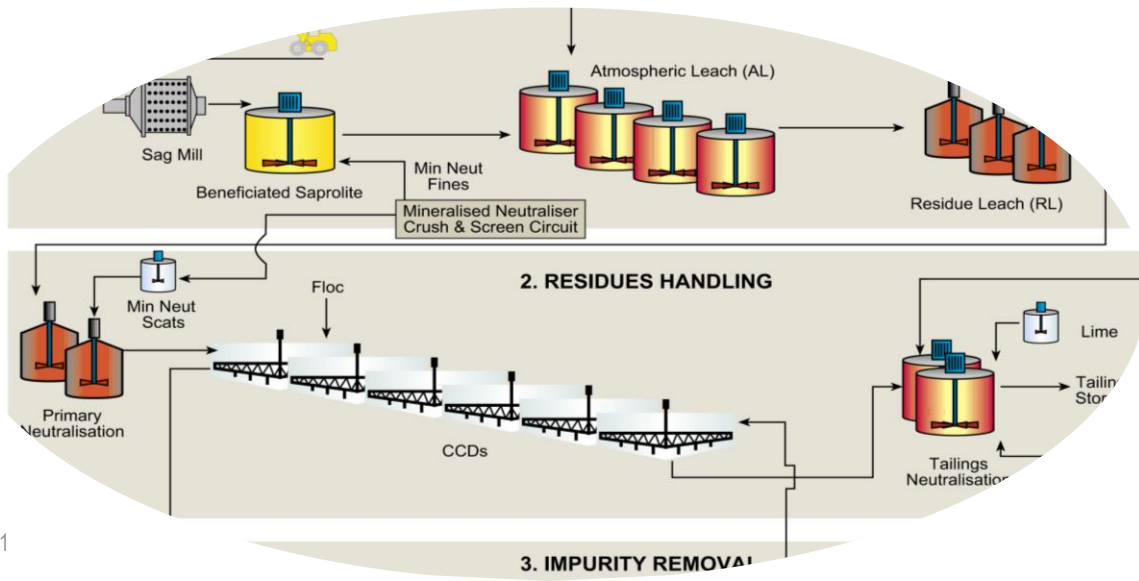 Atmospheric Leach (AL)
Sag Mill
Beneficiated Saprolite
Min Neut
Fines
Mineralised Neutraliser
Crush & Screen Circuit
Residue Leach (RL)
2. RESIDUES HANDLING
Min Neut
Scats
Floc
Lime
Primary
Neutralisation
CCDs
Tailings
Neutralisation
3. IMPURITY REMOVAL
1